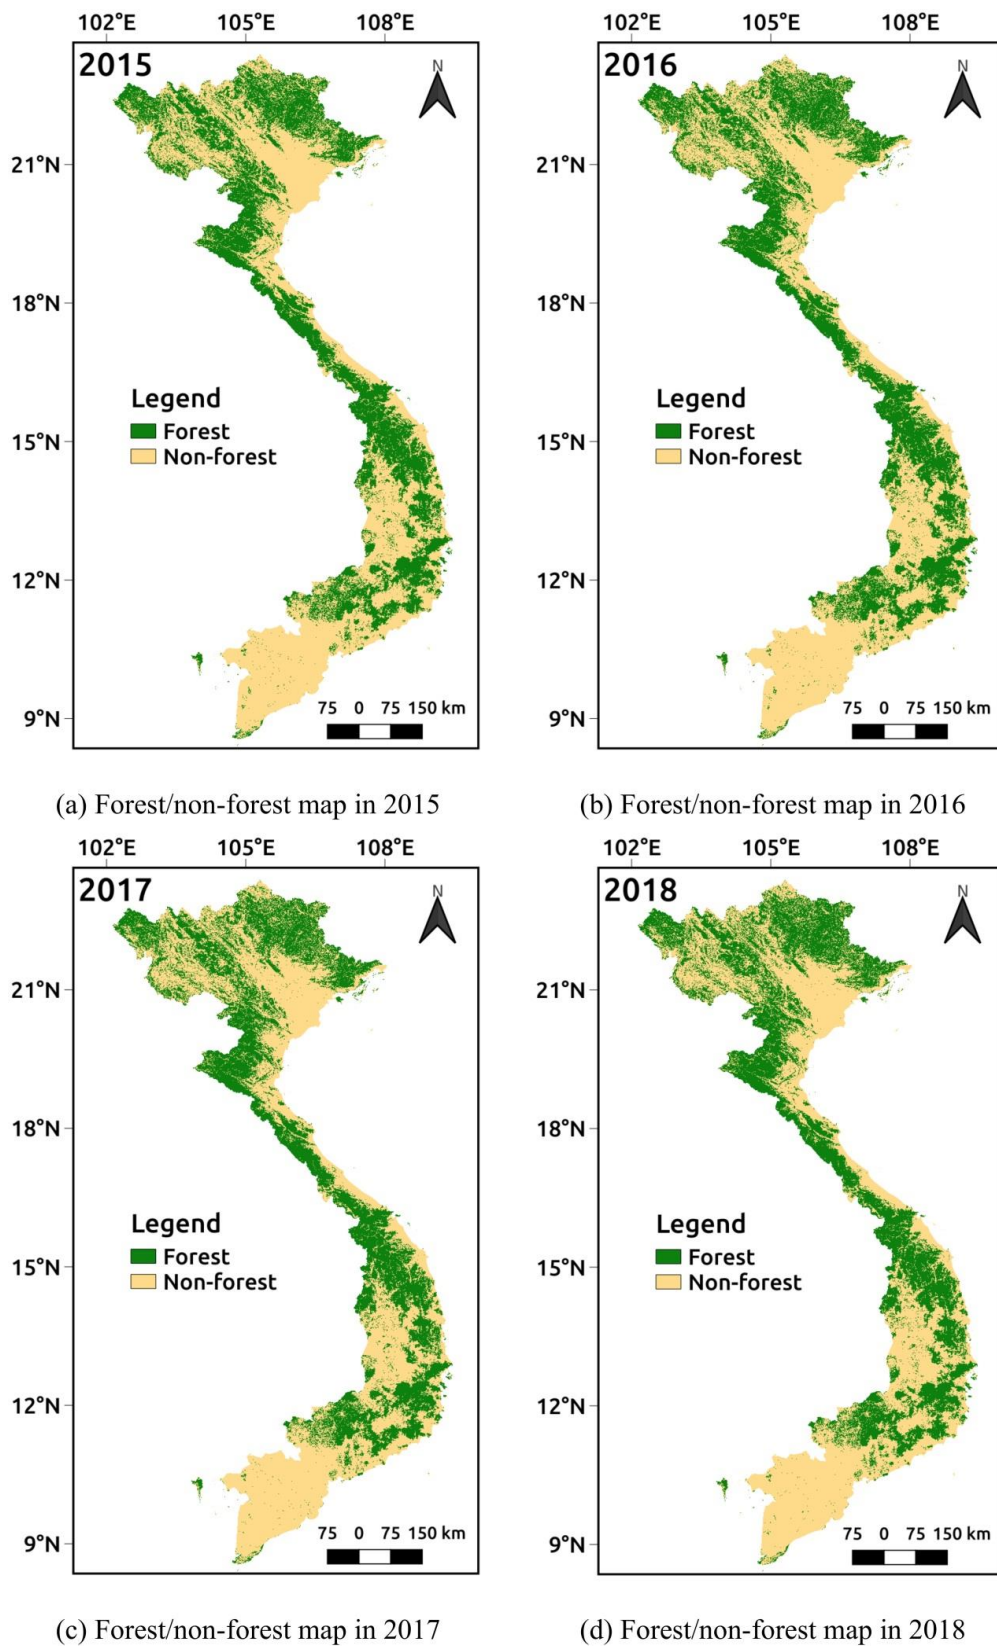 102°E 105°E 108°E
2015
N
21°N
18°N
Legend
Forest
15°N
Non-forest
12°N
75 0 75 150 km
9°N
(a) Forest/non-forest map in 2015
102°E 105°E 108°E
2016
N
21°N
18°N
Legend
Forest
15°N
Non-forest
12°N
75 0 75 150 km
9°N
(b) Forest/non-forest map in 2016
102°E 105°E 108°E
2017
N
21°N
18°N
Legend
Forest
15°N
Non-forest
12°N
75 0 75 150 km
9°N
(c) Forest/non-forest map in 2017
102°E 105°E 108°E
2018
N
21°N
18°N
Legend
Forest
15°N
Non-forest
12°N
75 0 75 150 km
9°N
(d) Forest/non-forest map in 2018